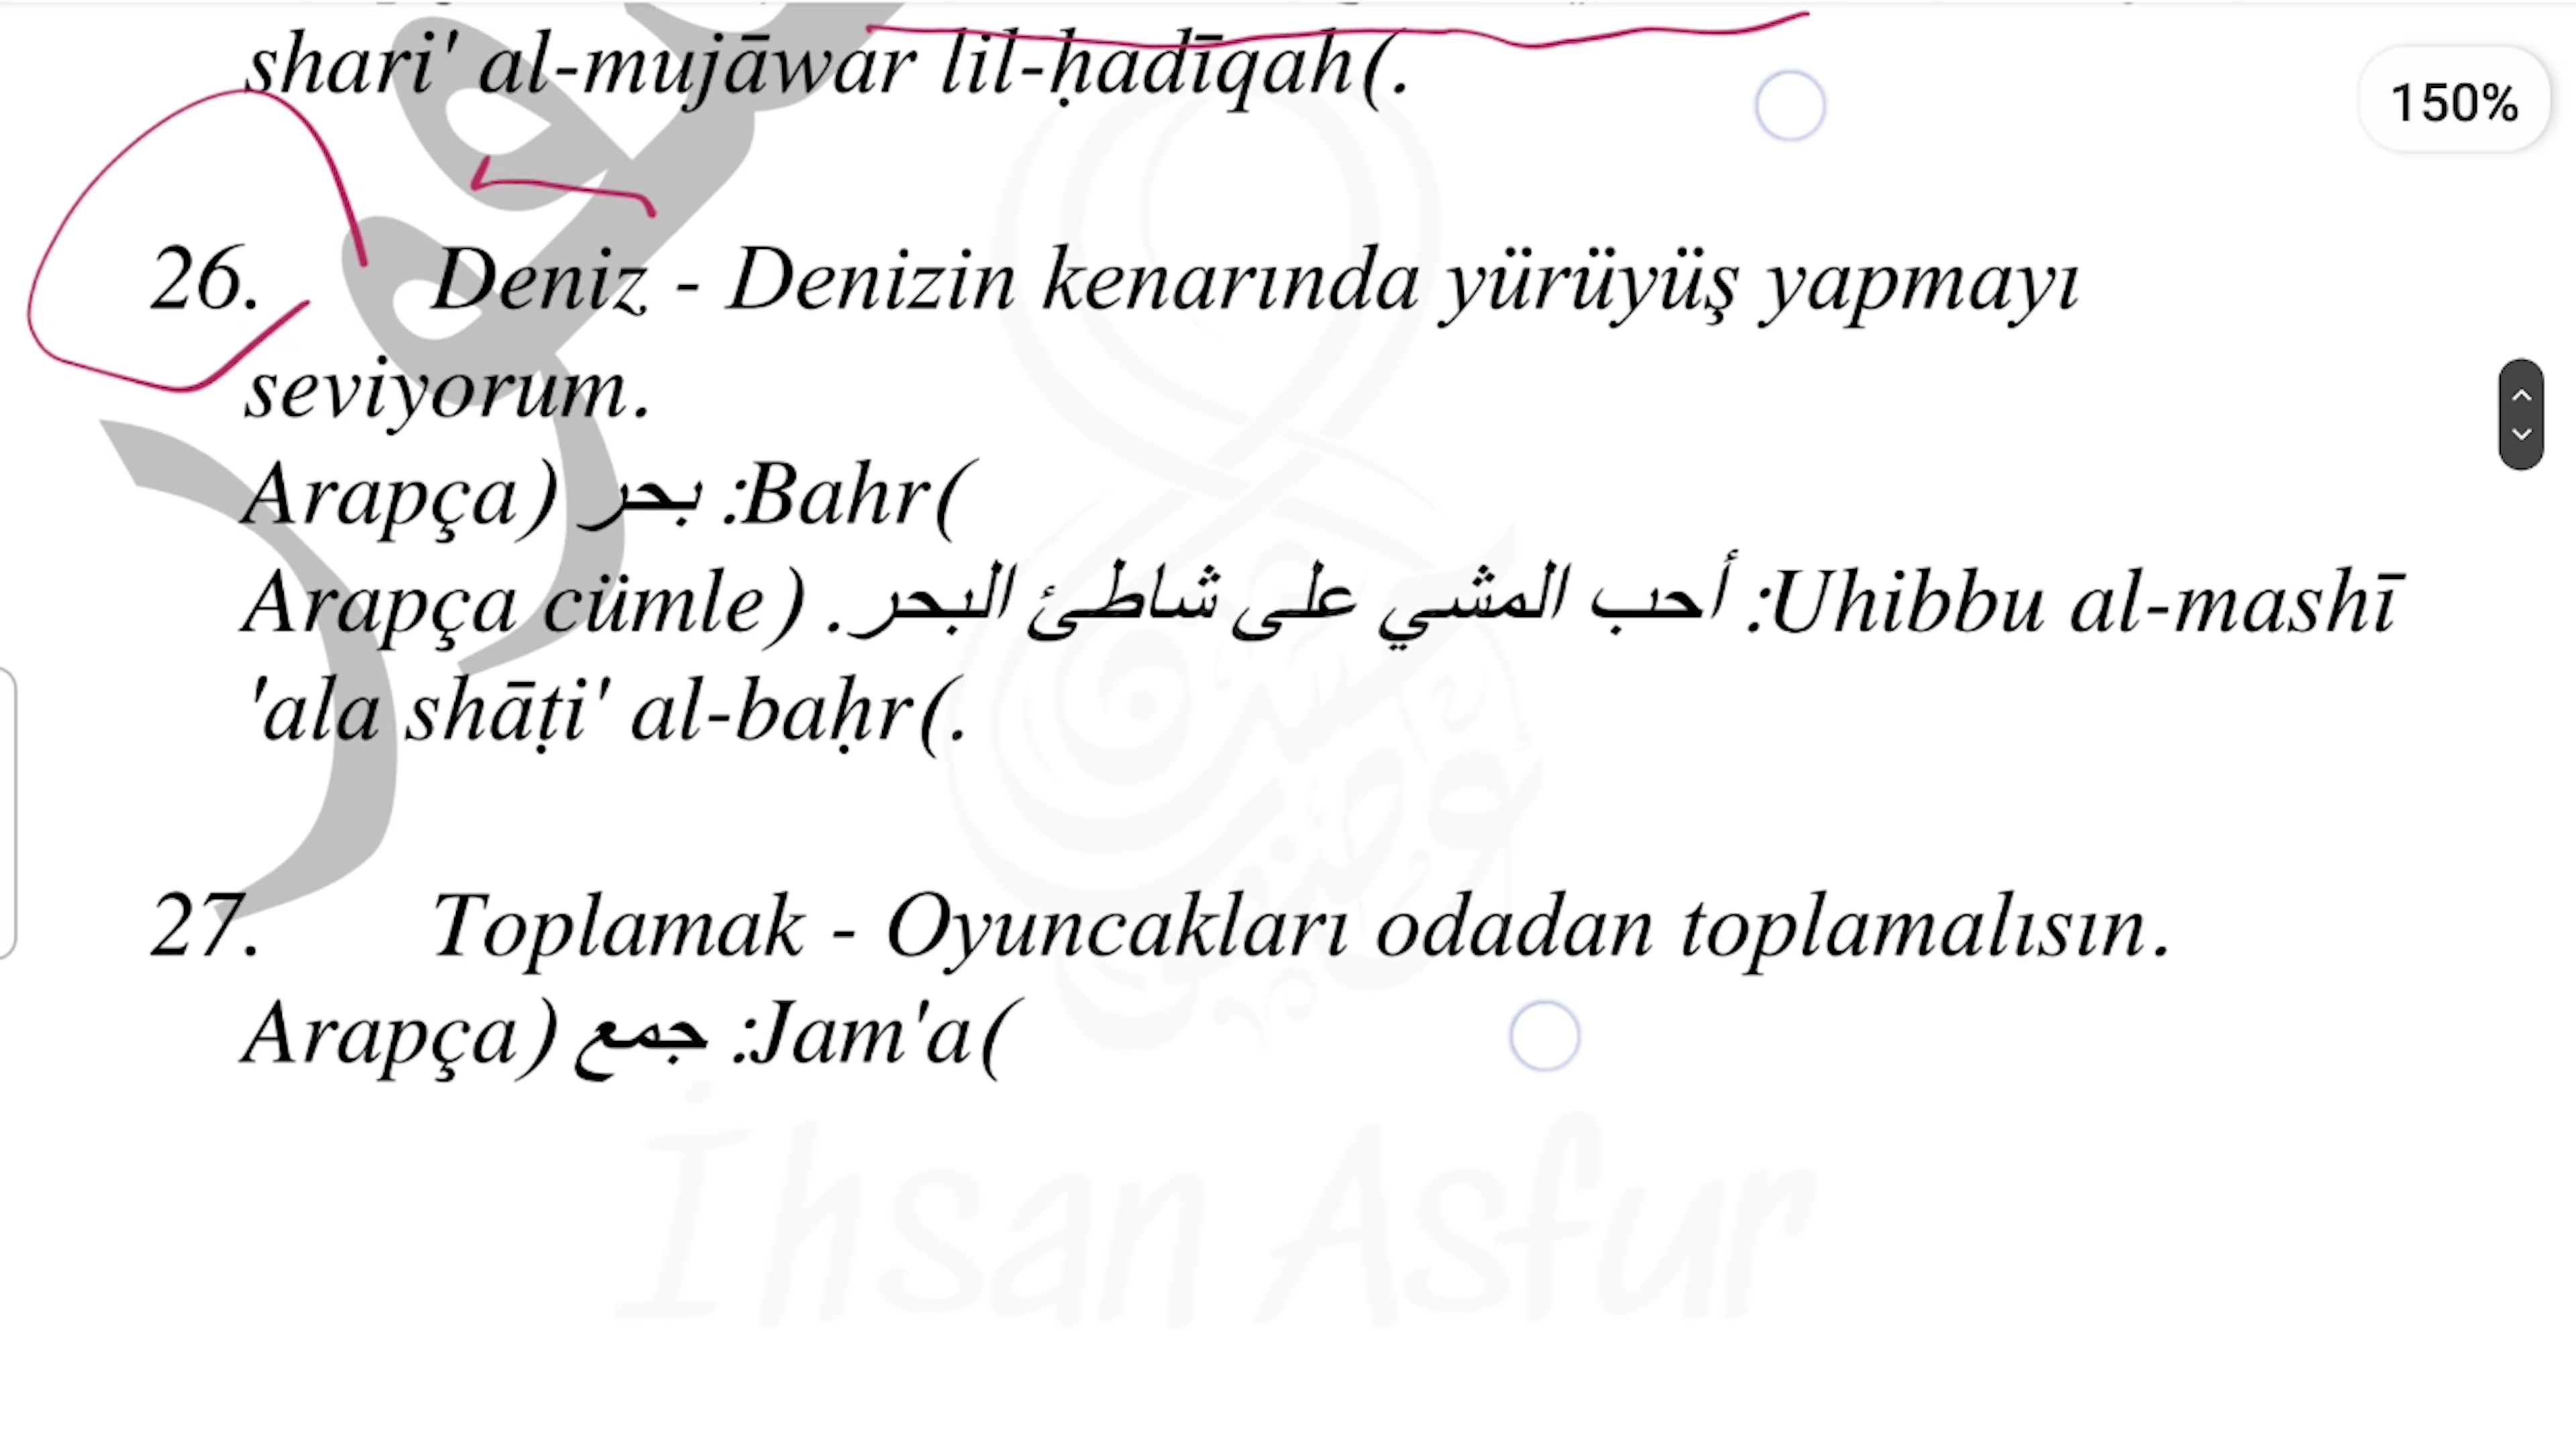 shari' al-mujāwar lil-ḥadīqah(.
150%
26. Deniz - Denizin kenarında yürüyüş yapmayı
seviyorum.
Arapça) بحر :Bahr(
Arapça cümle) .أحب المشي على شاطئ البحر :Uhibbu al-mashī
'ala shāṭi' al-baḥr(.
27. Toplamak - Oyuncakları odadan toplamalısın.
Arapça) جمع :Jam'a(
İhsan Asfur